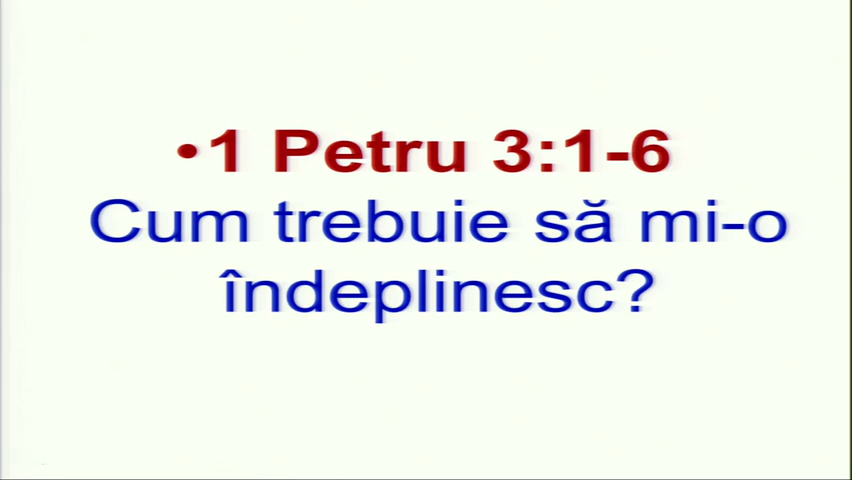 •1 Petru 3:1-6
Cum trebuie să mi-o
îndeplinesc?